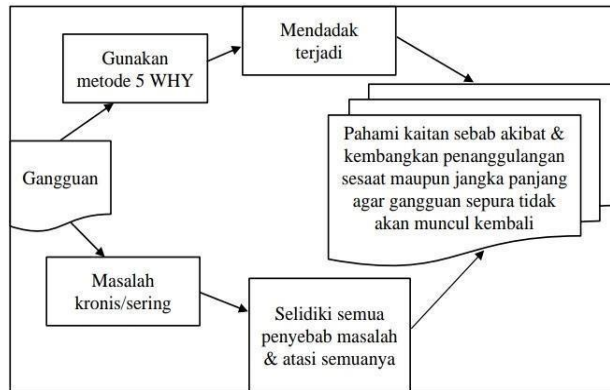 Mendadak
terjadi
Gunakan
metode 5 WHY
Gangguan
Pahami kaitan sebab akibat &
kembangkan penanggulangan
sesaat maupun jangka panjang
agar gangguan sepura tidak
akan muncul kembali
Masalah
kronis/sering
Selidiki semua
penyebab masalah
& atasi semuanya